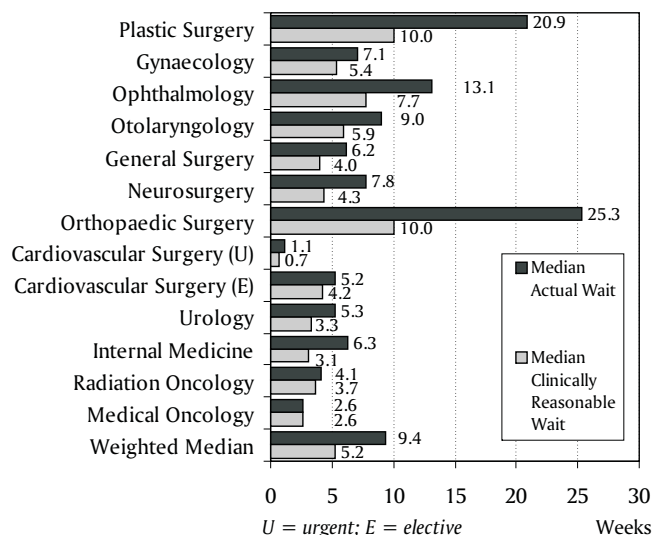 Plastic Surgery 20.9
10.0
Gynaecology 7.1
5.4
Ophthalmology 13.1
7.7
Otolaryngology 9.0
5.9
General Surgery 6.2
4.0
Neurosurgery 7.8
4.3
Orthopaedic Surgery 25.3
10.0
Cardiovascular Surgery (U) 1.1
0.7
Cardiovascular Surgery (E) 5.2
4.2
Urology 5.3
3.3
Internal Medicine 6.3
3.1
Radiation Oncology 4.1
3.7
Medical Oncology 2.6
2.6
Weighted Median 9.4
5.2
Median
Actual Wait
Median
Clinically
Reasonable
Wait
0 5 10 15 20 25 30
U = urgent; E = elective Weeks